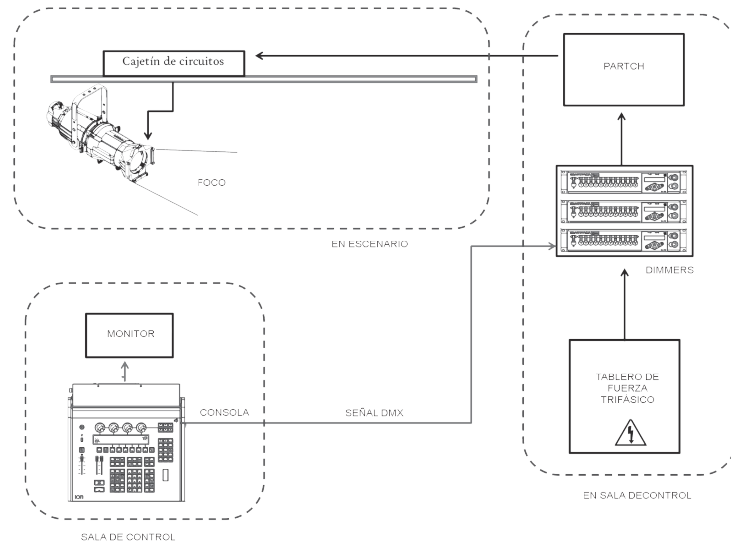 Cajetín de circuitos
PARTCH
FOCO
EN ESCENARIO
DIMMERS
MONITOR
TABLERO DE
FUERZA
TRIFÁSICO
CONSOLA
SEÑAL DMX
EN SALA DECONTROL
SALA DE CONTROL